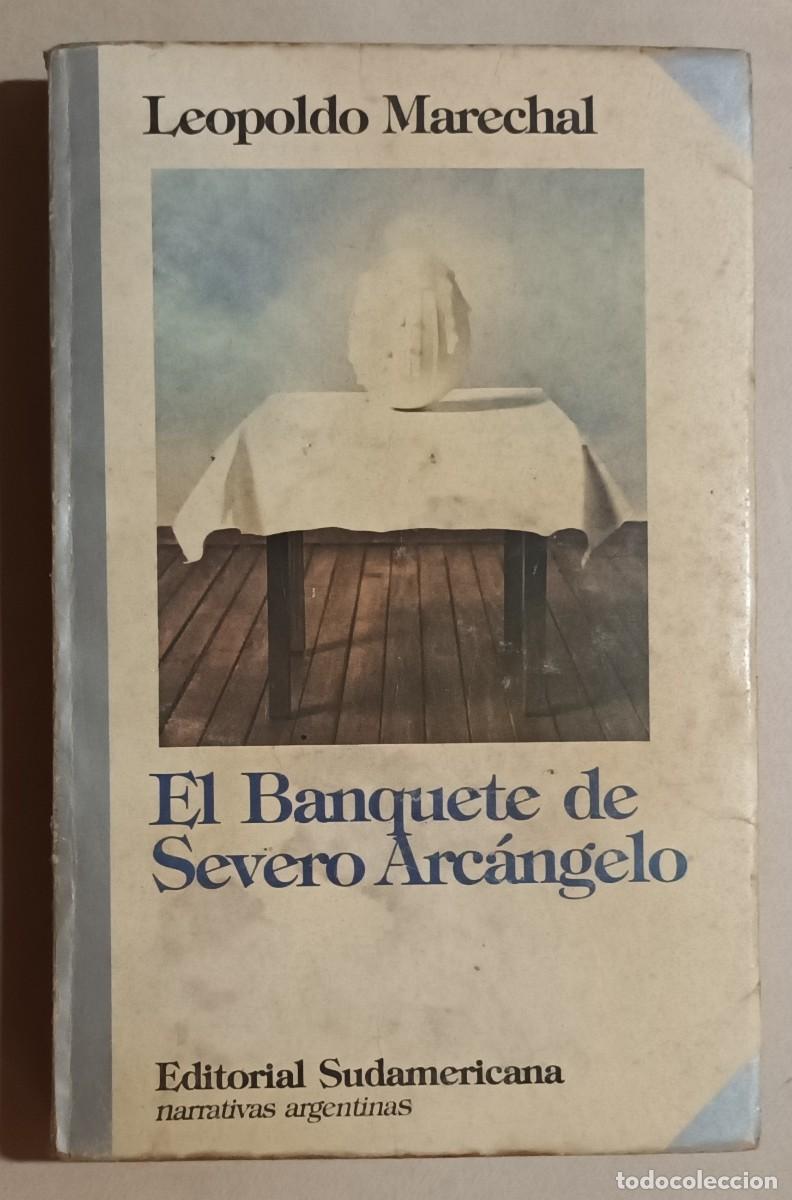 Leopoldo Marechal
El Banquete de
Severo Arcángelo
Editorial Sudamericana
narrativas argentinas
todocoleccion